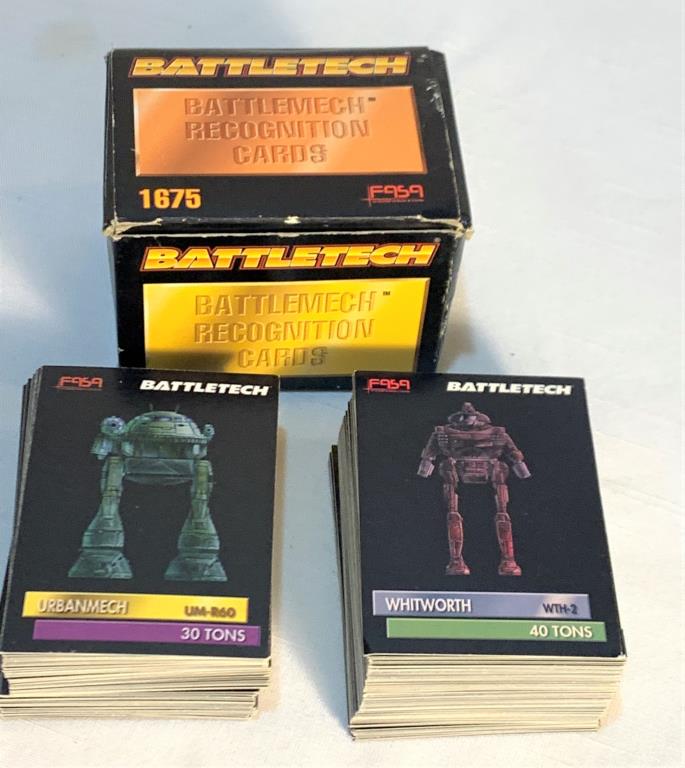 BATTLETECH
BATTLEMECH™
RECOGNITION
CARDS
1675
FASA
BATTLETECH®
BATTLEMECH™
RECOGNITION
CARDS
FASA BATTLETECH
URBANMECH UM-R60
30 TONS
FASA BATTLETECH
WHITWORTH WTH-2
40 TONS